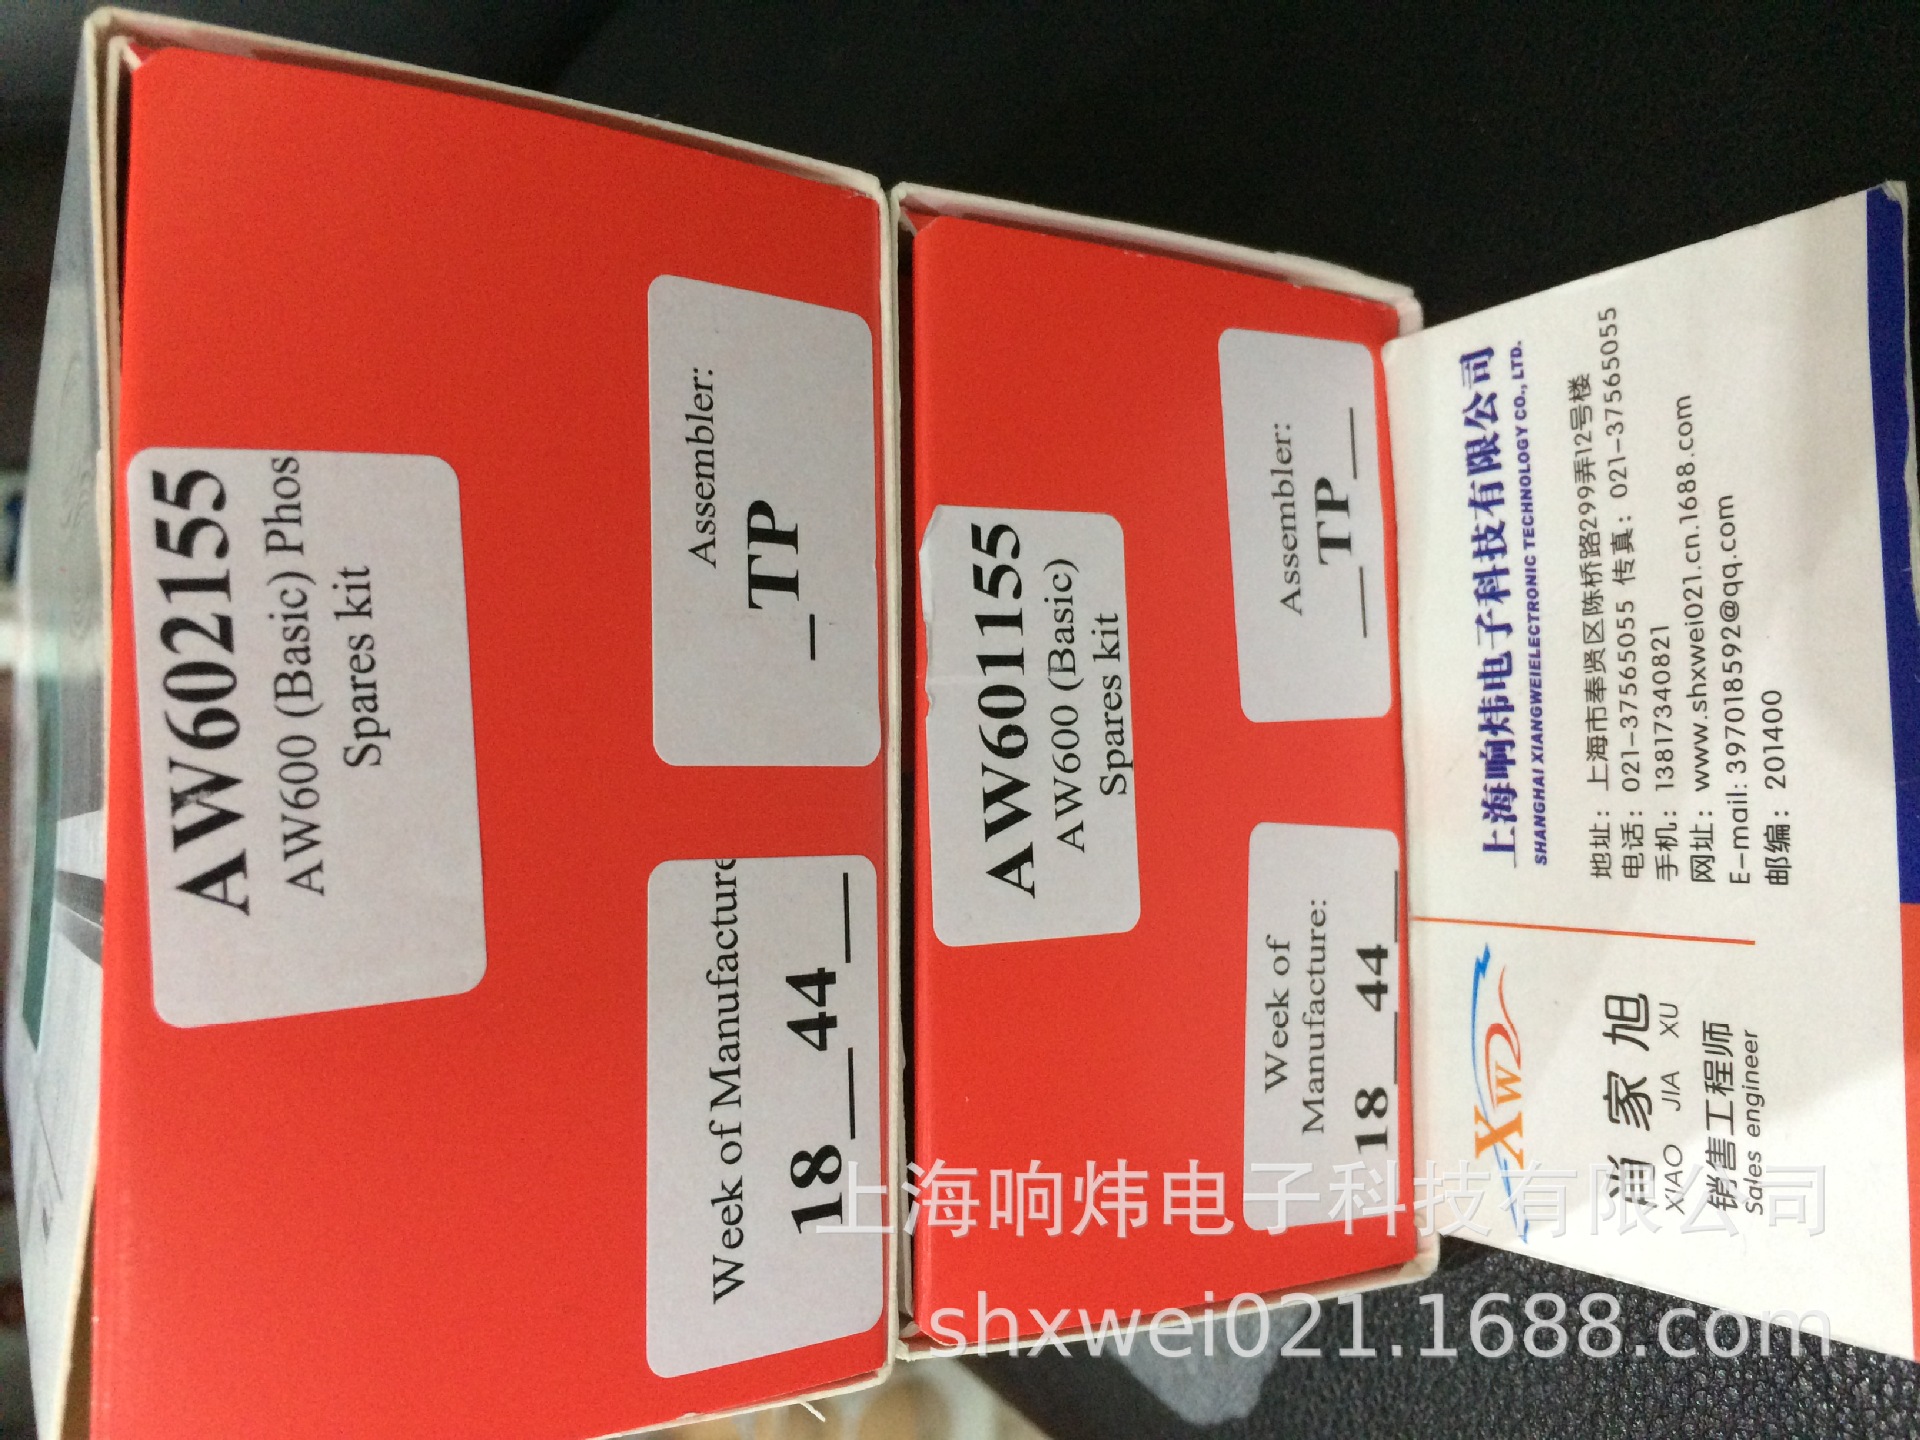 AW602155
AW600 (Basic) Phos
Spares kit
Assembler:
_TP
Week of Manufacture
18__44__
AW601155
AW600 (Basic)
Spares kit
Assembler:
__TP__
Week of
Manufacture:
18__44__
上海响炜电子科技有限公司
SHANGHAI XIANGWEIELECTRONIC TECHNOLOGY CO.,LTD.
地址：上海市奉贤区陈桥路299弄12号楼
电话：021-37565055 传真：021-37565055
手机：13817340821
网址：www.shxwei021.cn.1688.com
E-mail:397018592@qq.com
邮编：201400
XW
肖家旭
XIAO JIA XU
销售工程师
Sales engineer
上海响炜电子科技有限公司
shxwei021.1688.com